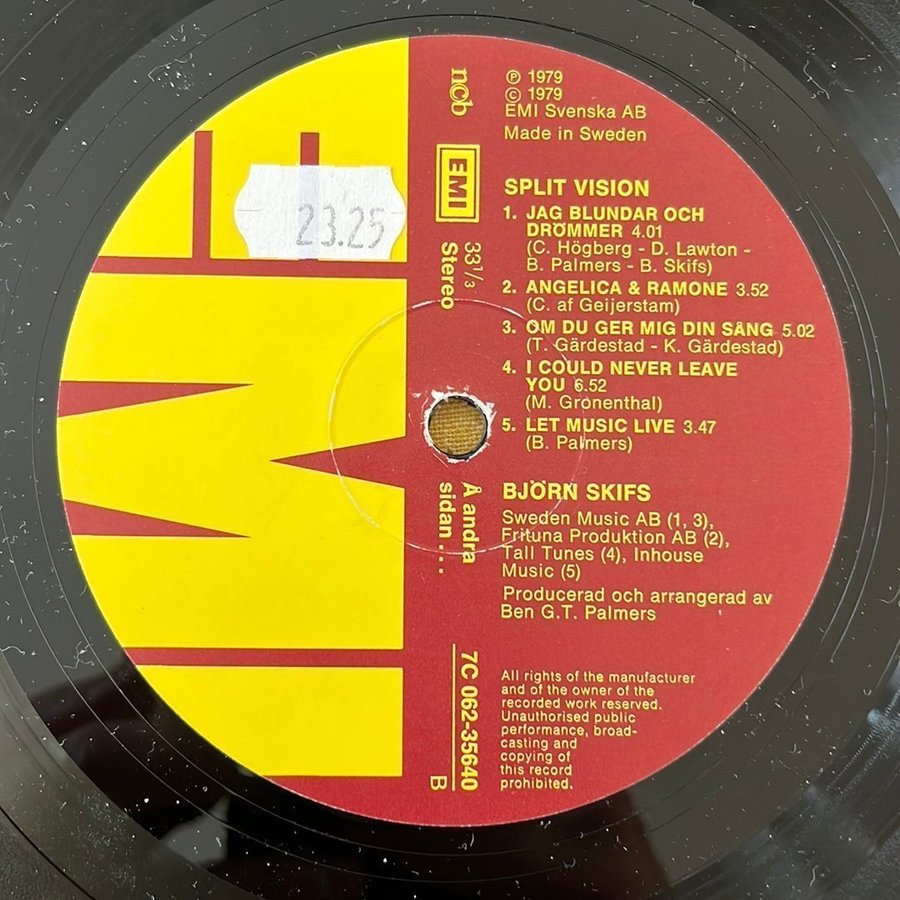 ℗ 1979
© 1979
EMI Svenska AB
Made in Sweden
ncb
EMI
33⅓
Stereo
23.25
SPLIT VISION
1. JAG BLUNDAR OCH
DRÖMMER 4.01
(C. Högberg - D. Lawton -
B. Palmers - B. Skifs)
2. ANGELICA & RAMONE 3.52
(C. af Geijerstam)
3. OM DU GER MIG DIN SÅNG 5.02
(T. Gärdestad - K. Gärdestad)
4. I COULD NEVER LEAVE
YOU 6.52
(M. Gronenthal)
5. LET MUSIC LIVE 3.47
(B. Palmers)
BJÖRN SKIFS
Sweden Music AB (1, 3),
Frituna Produktion AB (2),
Tall Tunes (4), Inhouse
Music (5)
Producerad och arrangerad av
Ben G.T. Palmers
Å andra
sidan ....
7C 062-35640
B
All rights of the manufacturer
and of the owner of the
recorded work reserved.
Unauthorised public
performance, broad-
casting and
copying of
this record
prohibited.